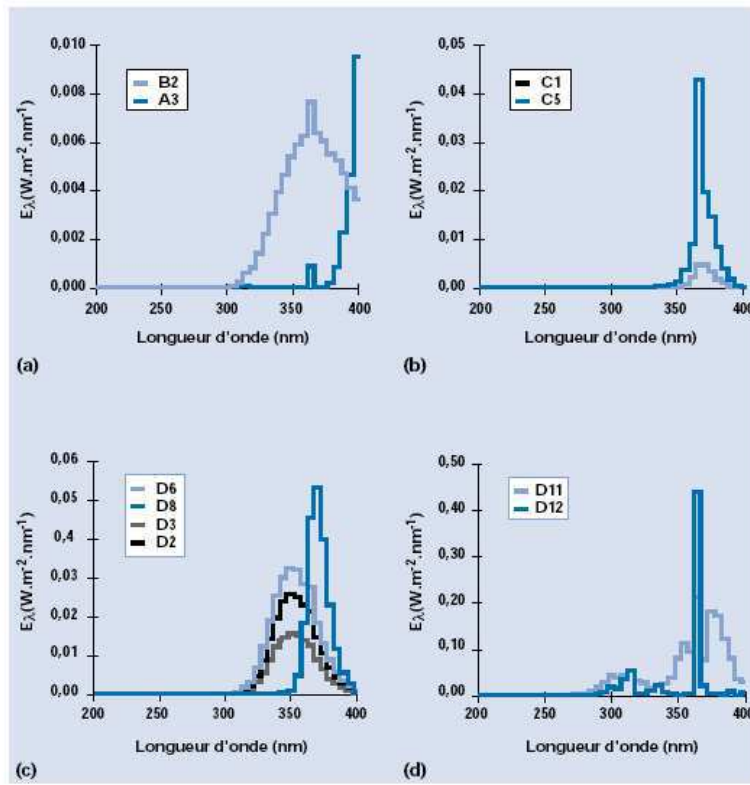 0,010
0,008
0,006
0,004
0,002
0,000
Eλ(W.m-2.nm-1)
B2
A3
200 250 300 350 400
Longueur d'onde (nm)
(a)
0,05
0,04
0,03
0,02
0,01
0,00
Eλ(W.m-2.nm-1)
C1
C5
200 250 300 350 400
Longueur d'onde (nm)
(b)
0,06
0,05
0,4
0,03
0,02
0,01
0,00
Eλ(W.m-2.nm-1)
D6
D8
D3
D2
200 250 300 350 400
Longueur d'onde (nm)
(c)
0,50
0,40
0,30
0,20
0,10
0,00
Eλ(W.m-2.nm-1)
D11
D12
200 250 300 350 400
Longueur d'onde (nm)
(d)